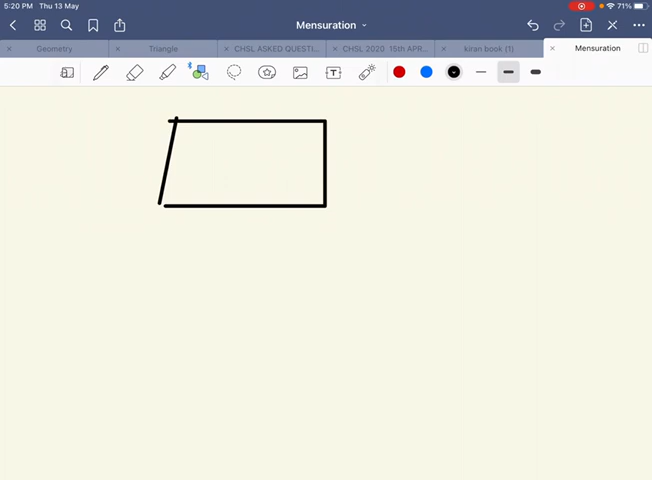 5:20 PM Thu 13 May
71%
Mensuration
Geometry
Triangle
CHSL ASKED QUESTI...
CHSL 2020 15th APR...
kiran book (1)
Mensuration
T